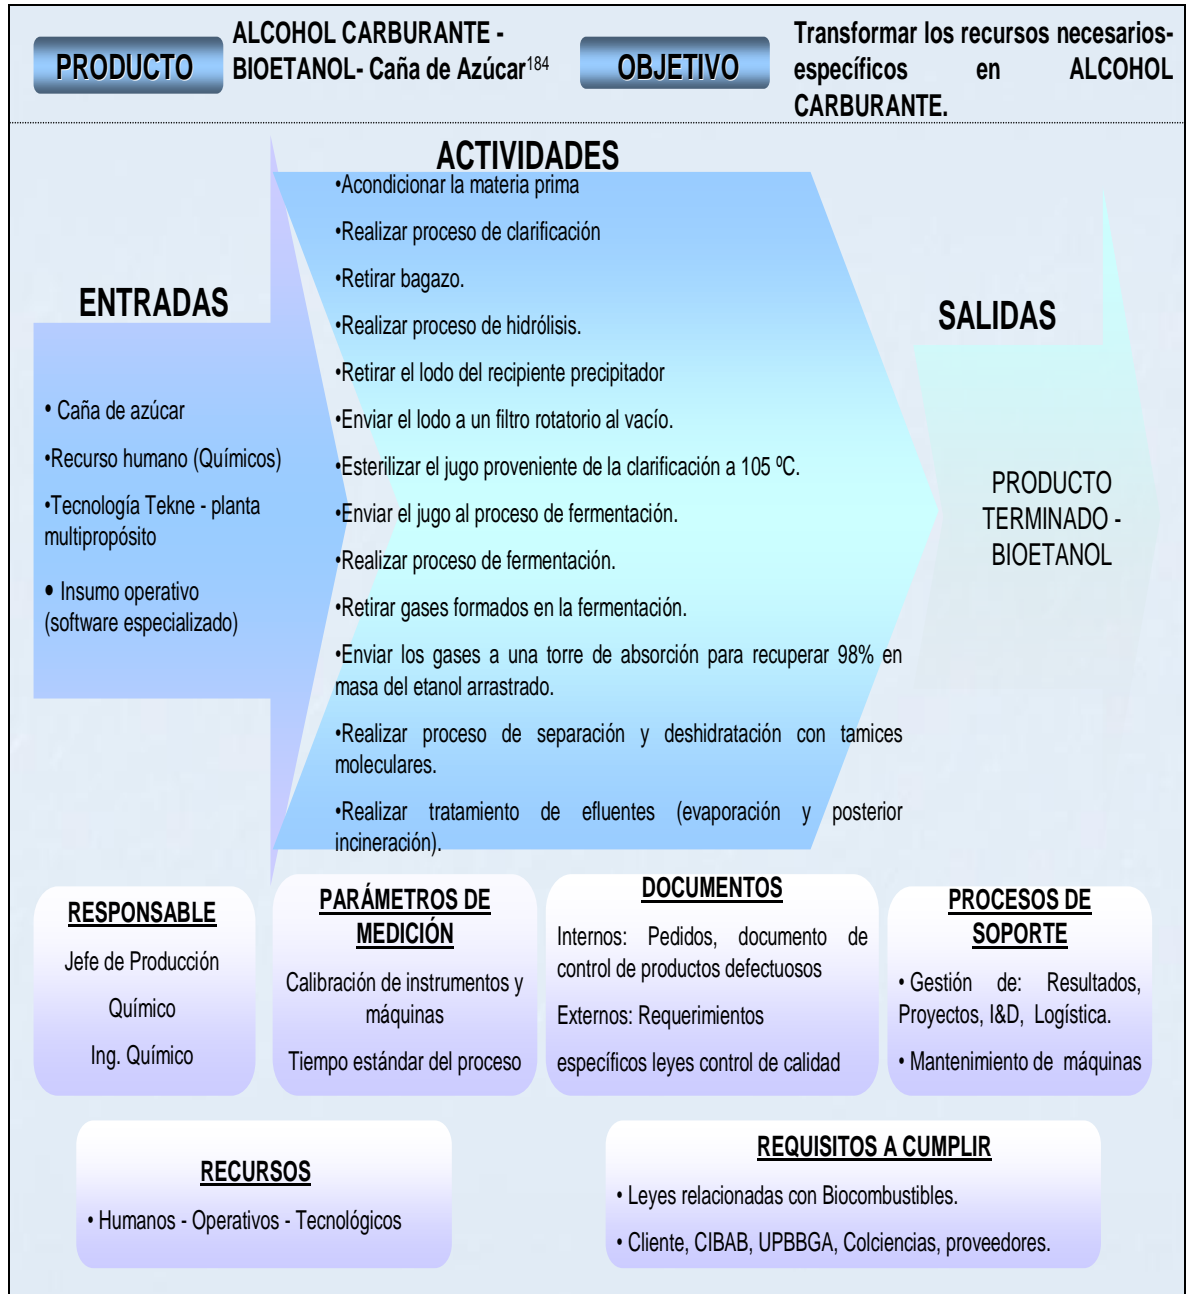 PRODUCTO
ALCOHOL CARBURANTE -
BIOETANOL- Caña de Azúcar184
OBJETIVO
Transformar los recursos necesarios-
específicos en ALCOHOL
CARBURANTE.
ACTIVIDADES
ENTRADAS
• Caña de azúcar
•Recurso humano (Químicos)
•Tecnología Tekne - planta
multipropósito
• Insumo operativo
(software especializado)
•Acondicionar la materia prima
•Realizar proceso de clarificación
•Retirar bagazo.
•Realizar proceso de hidrólisis.
•Retirar el lodo del recipiente precipitador
•Enviar el lodo a un filtro rotatorio al vacío.
•Esterilizar el jugo proveniente de la clarificación a 105 ºC.
•Enviar el jugo al proceso de fermentación.
•Realizar proceso de fermentación.
•Retirar gases formados en la fermentación.
•Enviar los gases a una torre de absorción para recuperar 98% en
masa del etanol arrastrado.
•Realizar proceso de separación y deshidratación con tamices
moleculares.
•Realizar tratamiento de efluentes (evaporación y posterior
incineración).
SALIDAS
PRODUCTO
TERMINADO -
BIOETANOL
RESPONSABLE
Jefe de Producción
Químico
Ing. Químico
PARÁMETROS DE
MEDICIÓN
Calibración de instrumentos y
máquinas
Tiempo estándar del proceso
DOCUMENTOS
Internos: Pedidos, documento de
control de productos defectuosos
Externos: Requerimientos
específicos leyes control de calidad
PROCESOS DE
SOPORTE
• Gestión de: Resultados,
Proyectos, I&D, Logística.
• Mantenimiento de máquinas
RECURSOS
• Humanos - Operativos - Tecnológicos
REQUISITOS A CUMPLIR
• Leyes relacionadas con Biocombustibles.
• Cliente, CIBAB, UPBBGA, Colciencias, proveedores.